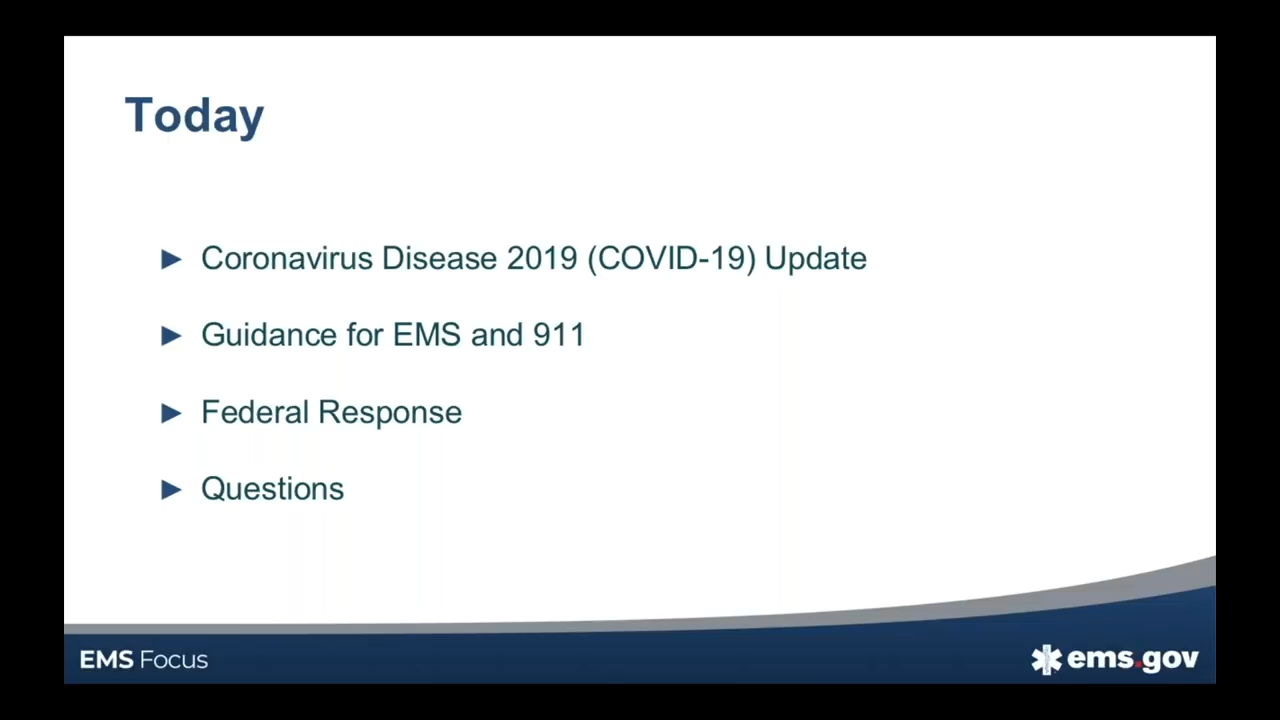 Today
► Coronavirus Disease 2019 (COVID-19) Update
► Guidance for EMS and 911
► Federal Response
► Questions
EMS Focus
ems.gov